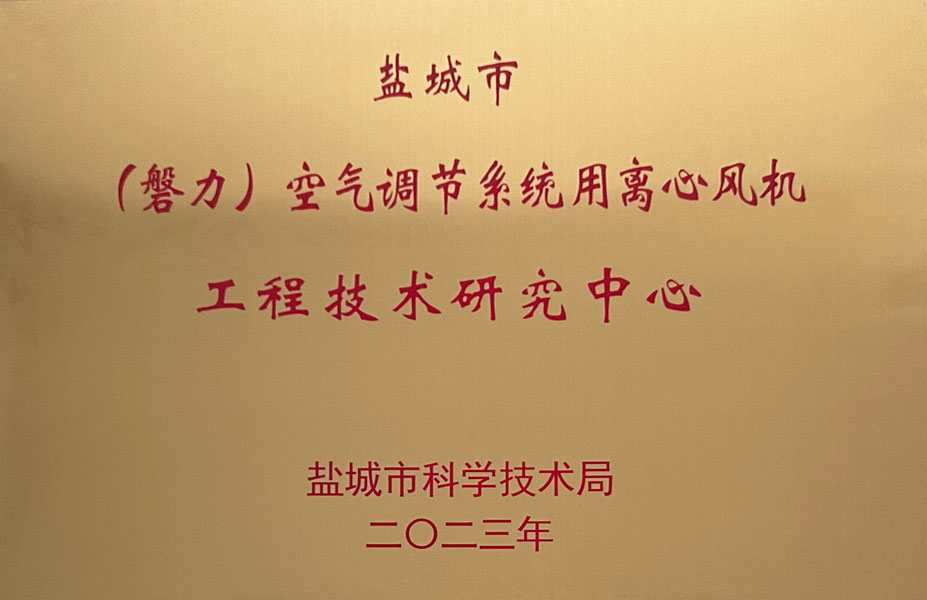 盐城市
（磐力）空气调节系统用离心风机
工程技术研究中心
盐城市科学技术局
二〇二三年